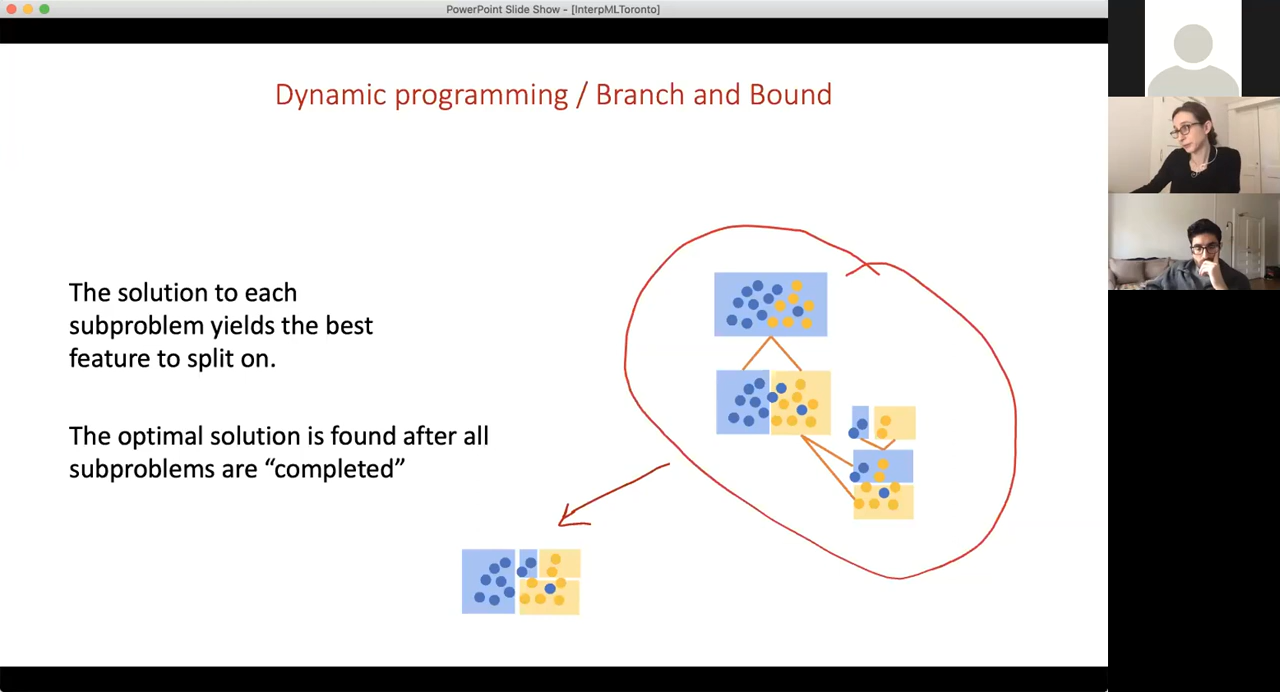 PowerPoint Slide Show - [InterpMLToronto]
Dynamic programming / Branch and Bound
The solution to each
subproblem yields the best
feature to split on.
The optimal solution is found after all
subproblems are “completed”